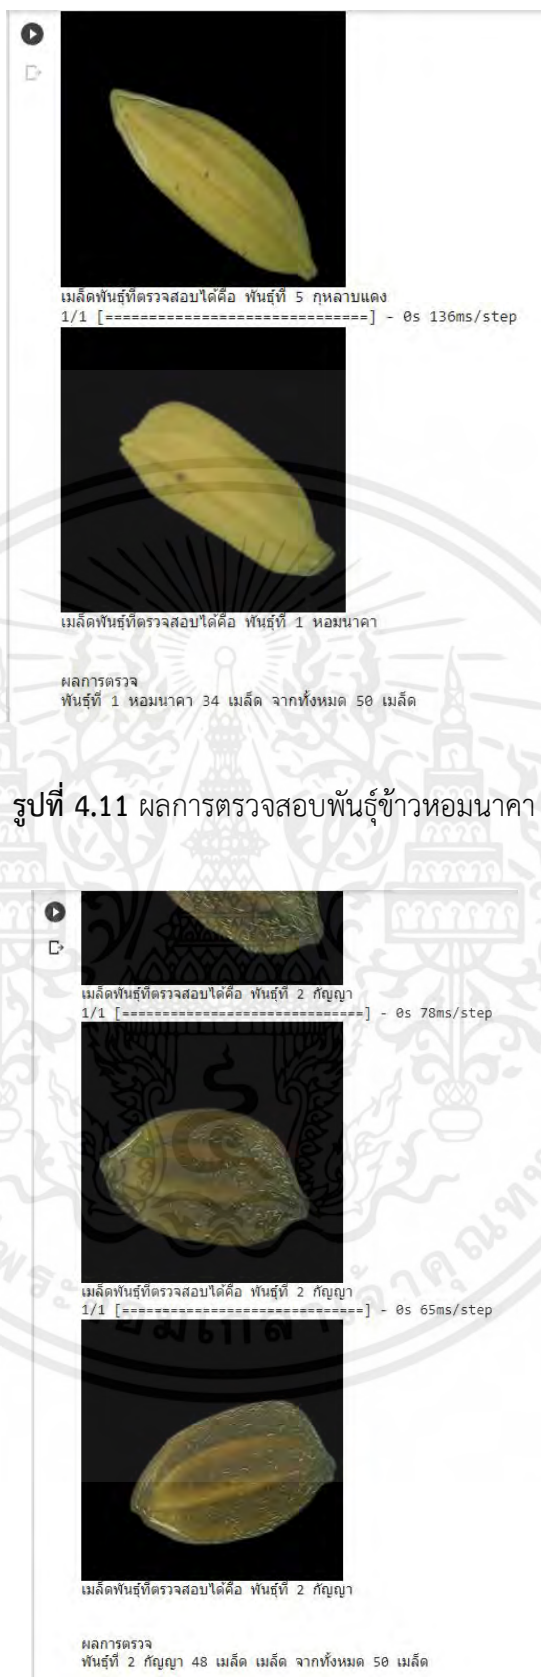 เมล็ดพันธุ์ที่ตรวจสอบได้คือ พันธุ์ที่ 5 กุหลาบแดง
1/1 [==============================] - 0s 136ms/step
เมล็ดพันธุ์ที่ตรวจสอบได้คือ พันธุ์ที่ 1 หอมนาคา
ผลการตรวจ
พันธุ์ที่ 1 หอมนาคา 34 เมล็ด จากทั้งหมด 50 เมล็ด
รูปที่ 4.11 ผลการตรวจสอบพันธุ์ข้าวหอมนาคา
เมล็ดพันธุ์ที่ตรวจสอบได้คือ พันธุ์ที่ 2 กัญญา
1/1 [==============================] - 0s 78ms/step
เมล็ดพันธุ์ที่ตรวจสอบได้คือ พันธุ์ที่ 2 กัญญา
1/1 [==============================] - 0s 65ms/step
เมล็ดพันธุ์ที่ตรวจสอบได้คือ พันธุ์ที่ 2 กัญญา
ผลการตรวจ
พันธุ์ที่ 2 กัญญา 48 เมล็ด เมล็ด จากทั้งหมด 50 เมล็ด